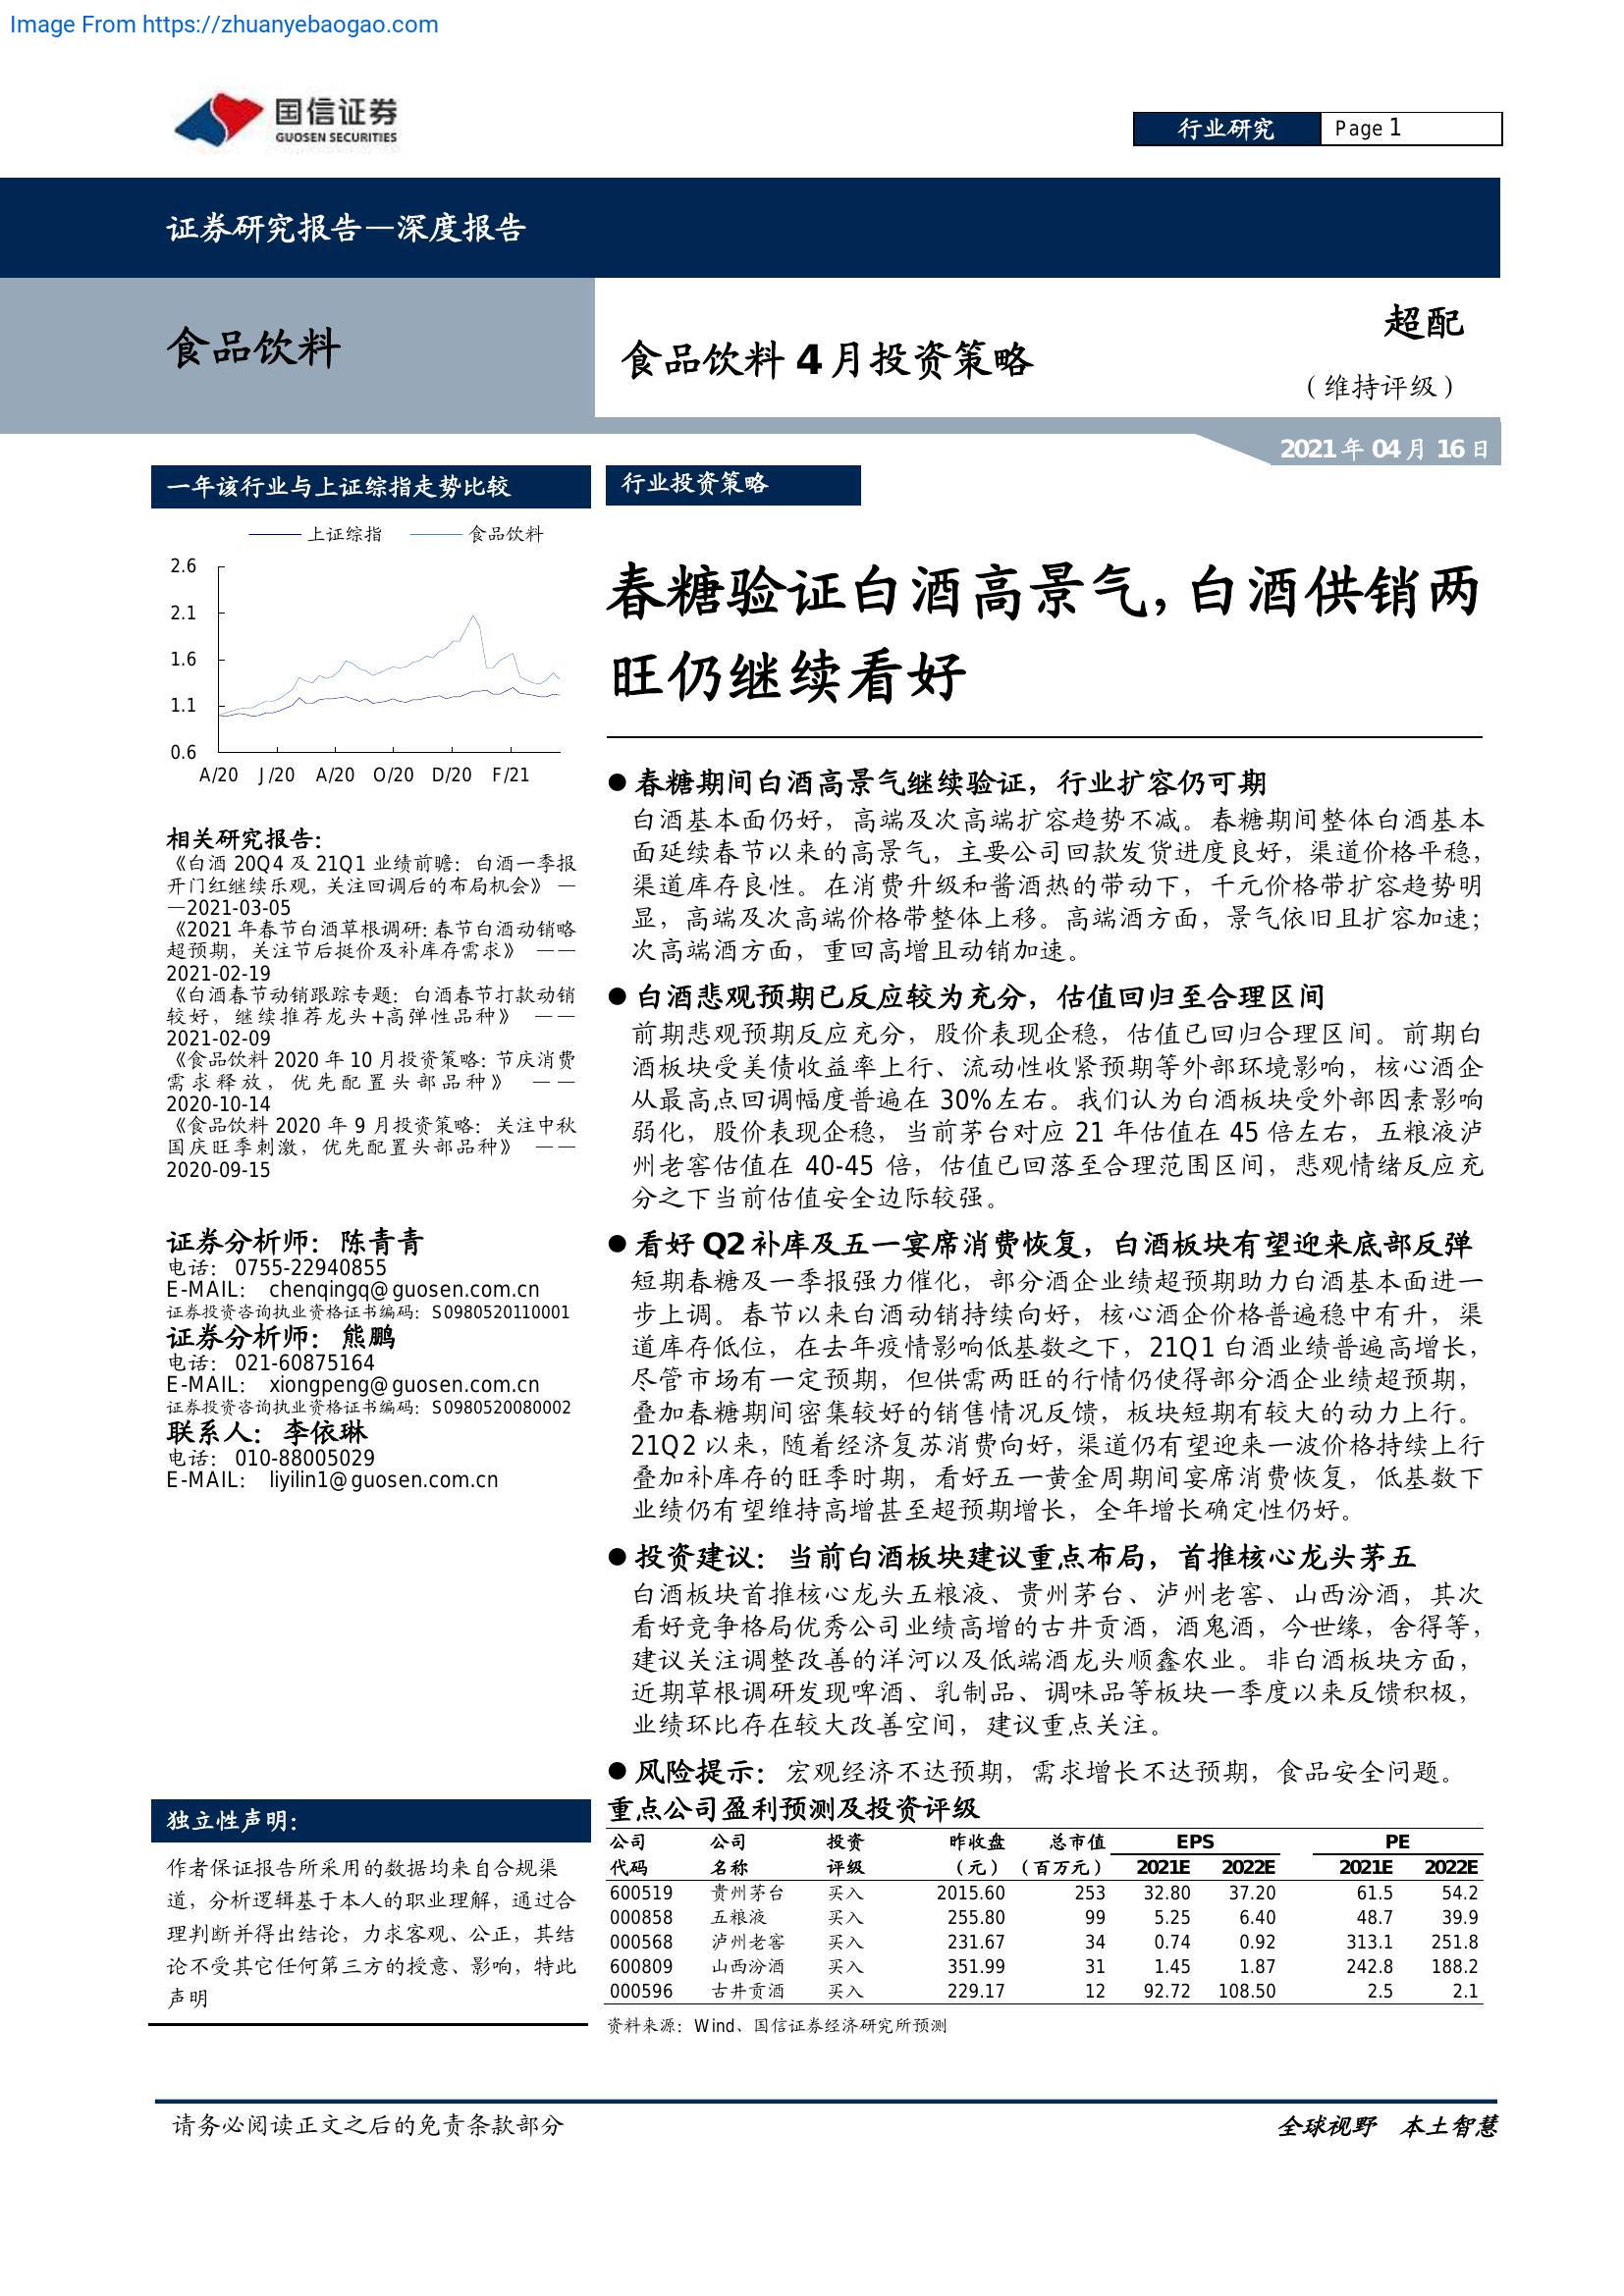 Image From https://zhuanyebaogao.com
国信证券
GUOSEN SECURITIES
行业研究 Page 1
证券研究报告—深度报告
食品饮料
食品饮料 4 月投资策略
超配
（维持评级）
2021 年 04 月 16 日
一年该行业与上证综指走势比较
上证综指 食品饮料
2.6
2.1
1.6
1.1
0.6
A/20 J/20 A/20 O/20 D/20 F/21
相关研究报告：
《白酒 20Q4 及 21Q1 业绩前瞻：白酒一季报
开门红继续乐观，关注回调后的布局机会》 —
—2021-03-05
《2021 年春节白酒草根调研：春节白酒动销略
超预期，关注节后挺价及补库存需求》 ——
2021-02-19
《白酒春节动销跟踪专题：白酒春节打款动销
较好，继续推荐龙头+高弹性品种》 ——
2021-02-09
《食品饮料 2020 年 10 月投资策略：节庆消费
需求释放，优先配置头部品种》 ——
2020-10-14
《食品饮料 2020 年 9 月投资策略：关注中秋
国庆旺季刺激，优先配置头部品种》 ——
2020-09-15
证券分析师：陈青青
电话： 0755-22940855
E-MAIL： chenqingq@guosen.com.cn
证券投资咨询执业资格证书编码：S0980520110001
证券分析师：熊鹏
电话： 021-60875164
E-MAIL： xiongpeng@guosen.com.cn
证券投资咨询执业资格证书编码：S0980520080002
联系人：李依琳
电话： 010-88005029
E-MAIL： liyilin1@guosen.com.cn
独立性声明：
作者保证报告所采用的数据均来自合规渠
道，分析逻辑基于本人的职业理解，通过合
理判断并得出结论，力求客观、公正，其结
论不受其它任何第三方的授意、影响，特此
声明
行业投资策略
春糖验证白酒高景气，白酒供销两
旺仍继续看好
● 春糖期间白酒高景气继续验证，行业扩容仍可期
白酒基本面仍好，高端及次高端扩容趋势不减。春糖期间整体白酒基本
面延续春节以来的高景气，主要公司回款发货进度良好，渠道价格平稳，
渠道库存良性。在消费升级和酱酒热的带动下，千元价格带扩容趋势明
显，高端及次高端价格带整体上移。高端酒方面，景气依旧且扩容加速；
次高端酒方面，重回高增且动销加速。
● 白酒悲观预期已反应较为充分，估值回归至合理区间
前期悲观预期反应充分，股价表现企稳，估值已回归合理区间。前期白
酒板块受美债收益率上行、流动性收紧预期等外部环境影响，核心酒企
从最高点回调幅度普遍在 30%左右。我们认为白酒板块受外部因素影响
弱化，股价表现企稳，当前茅台对应 21 年估值在 45 倍左右，五粮液泸
州老窖估值在 40-45 倍，估值已回落至合理范围区间，悲观情绪反应充
分之下当前估值安全边际较强。
● 看好 Q2 补库及五一宴席消费恢复，白酒板块有望迎来底部反弹
短期春糖及一季报强力催化，部分酒企业绩超预期助力白酒基本面进一
步上调。春节以来白酒动销持续向好，核心酒企价格普遍稳中有升，渠
道库存低位，在去年疫情影响低基数之下，21Q1 白酒业绩普遍高增长，
尽管市场有一定预期，但供需两旺的行情仍使得部分酒企业绩超预期，
叠加春糖期间密集较好的销售情况反馈，板块短期有较大的动力上行。
21Q2 以来，随着经济复苏消费向好，渠道仍有望迎来一波价格持续上行
叠加补库存的旺季时期，看好五一黄金周期间宴席消费恢复，低基数下
业绩仍有望维持高增甚至超预期增长，全年增长确定性仍好。
● 投资建议：当前白酒板块建议重点布局，首推核心龙头茅五
白酒板块首推核心龙头五粮液、贵州茅台、泸州老窖、山西汾酒，其次
看好竞争格局优秀公司业绩高增的古井贡酒，酒鬼酒，今世缘，舍得等，
建议关注调整改善的洋河以及低端酒龙头顺鑫农业。非白酒板块方面，
近期草根调研发现啤酒、乳制品、调味品等板块一季度以来反馈积极，
业绩环比存在较大改善空间，建议重点关注。
● 风险提示：宏观经济不达预期，需求增长不达预期，食品安全问题。
重点公司盈利预测及投资评级
公司 公司 投资 昨收盘 总市值 EPS PE
代码 名称 评级 （元） （百万元） 2021E 2022E 2021E 2022E
600519 贵州茅台 买入 2015.60 253 32.80 37.20 61.5 54.2
000858 五粮液 买入 255.80 99 5.25 6.40 48.7 39.9
000568 泸州老窖 买入 231.67 34 0.74 0.92 313.1 251.8
600809 山西汾酒 买入 351.99 31 1.45 1.87 242.8 188.2
000596 古井贡酒 买入 229.17 12 92.72 108.50 2.5 2.1
资料来源：Wind、国信证券经济研究所预测
请务必阅读正文之后的免责条款部分
全球视野 本土智慧